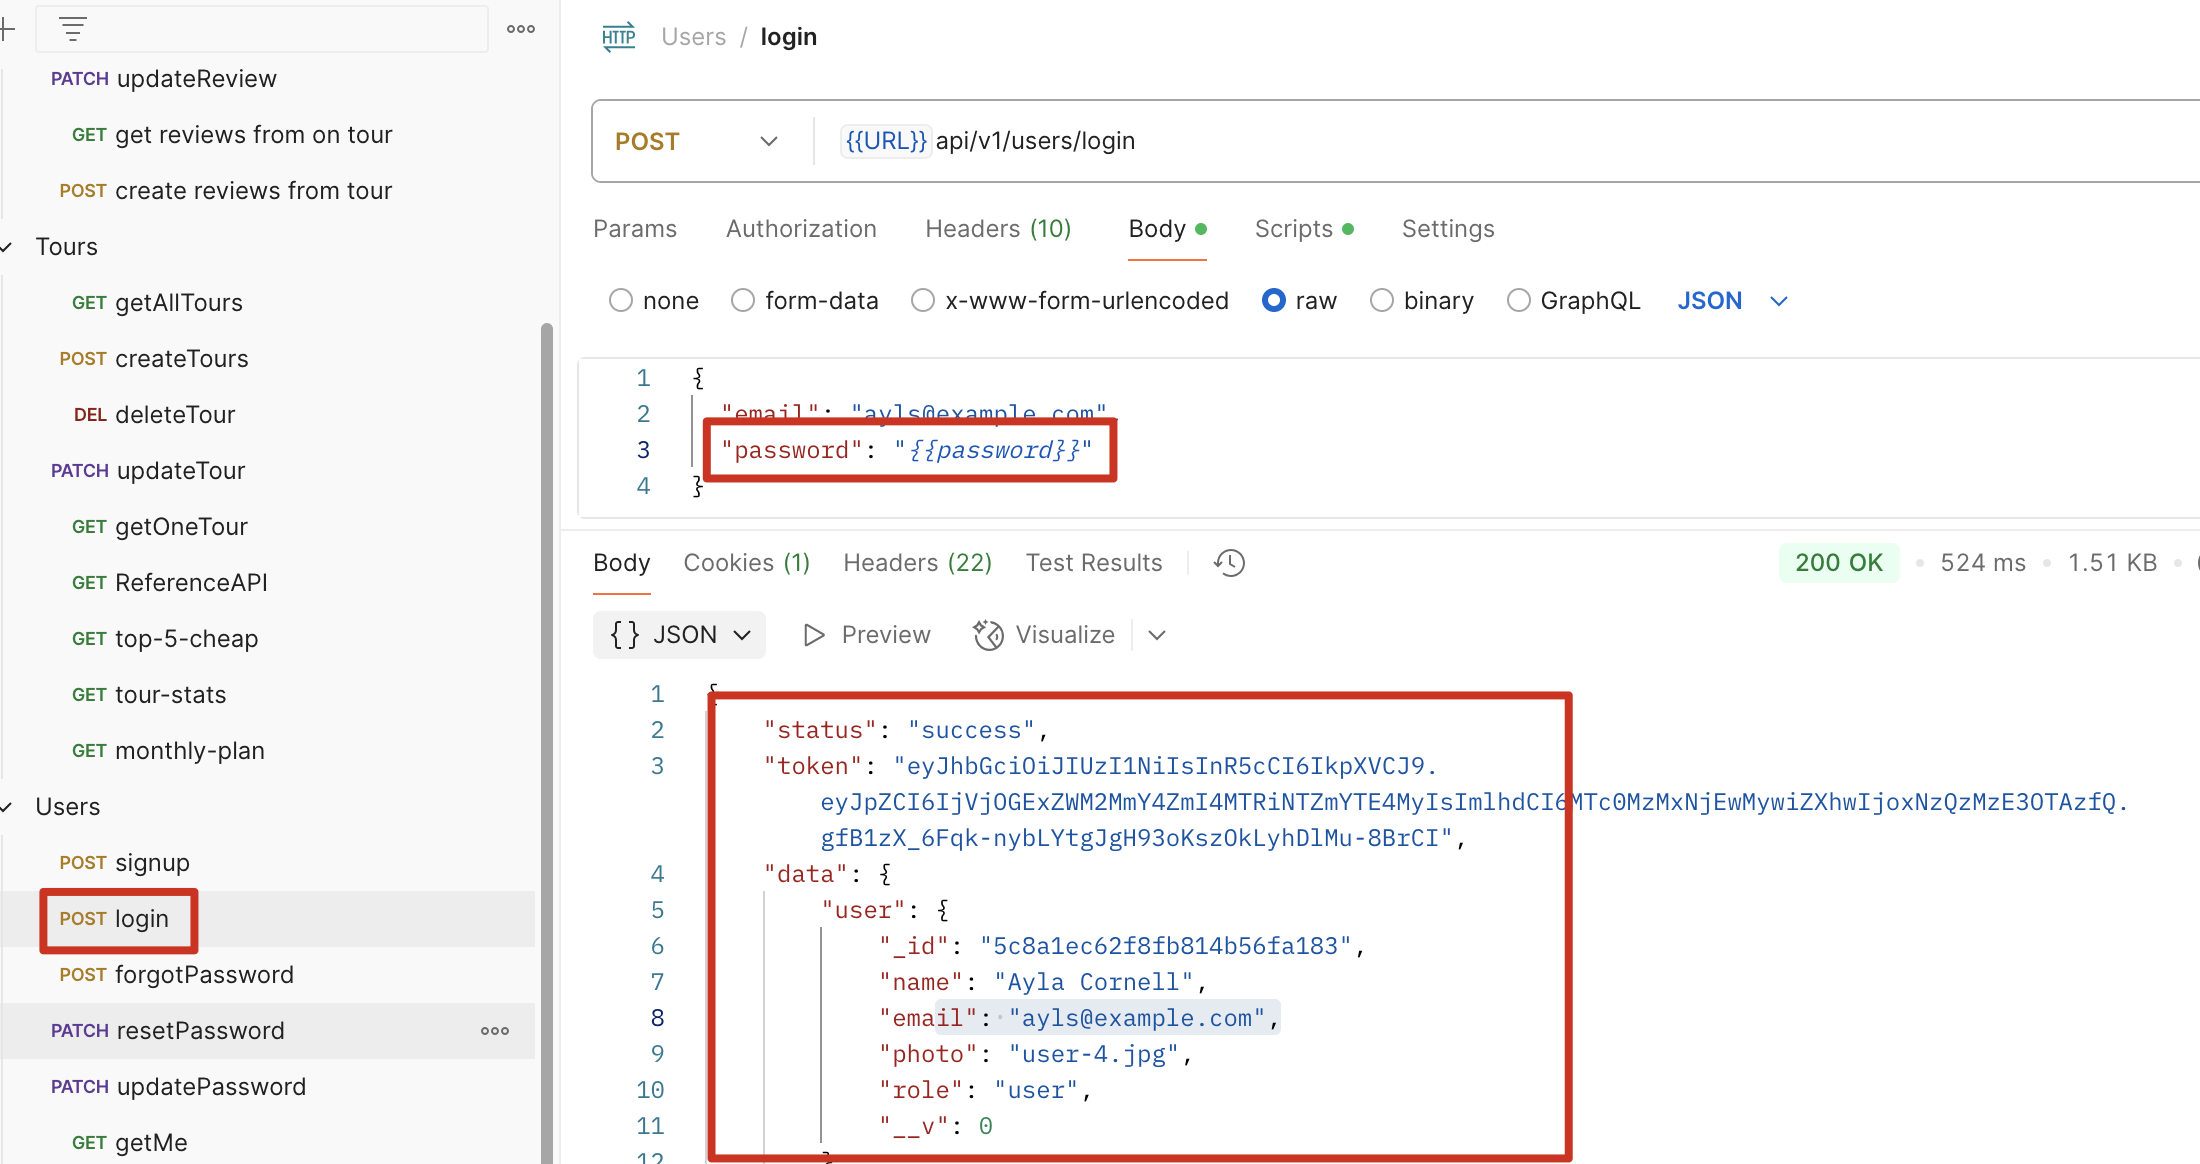 PATCH updateReview
GET get reviews from on tour
POST create reviews from tour
Tours
GET getAllTours
POST createTours
DEL deleteTour
PATCH updateTour
GET getOneTour
GET ReferenceAPI
GET top-5-cheap
GET tour-stats
GET monthly-plan
Users
POST signup
POST login
POST forgotPassword
PATCH resetPassword
PATCH updatePassword
GET getMe
HTTP Users / login
POST {{URL}} api/v1/users/login
Params Authorization Headers (10) Body Scripts Settings
none form-data x-www-form-urlencoded raw binary GraphQL JSON
1 {
2 "email": "ayls@example.com",
3 "password": "{{password}}"
4 }
Body Cookies (1) Headers (22) Test Results 200 OK • 524 ms • 1.51 KB •
{ } JSON Preview Visualize
1 {
2 "status": "success",
3 "token": "eyJhbGciOiJIUzI1NiIsInR5cCI6IkpXVCJ9.
eyJpZCI6IjVjOGExZWM2MmY4ZmI4MTRiNTZmYTE4MyIsImlhdCI6MTc0MzMxNjEwMywiZXhwIjoxNzQzMzE3OTAzfQ.
gfB1zX_6Fqk-nybLYtgJgH93oKszOkLyhDlMu-8BrCI",
4 "data": {
5 "user": {
6 "_id": "5c8a1ec62f8fb814b56fa183",
7 "name": "Ayla Cornell",
8 "email": "ayls@example.com",
9 "photo": "user-4.jpg",
10 "role": "user",
11 "__v": 0
12 }